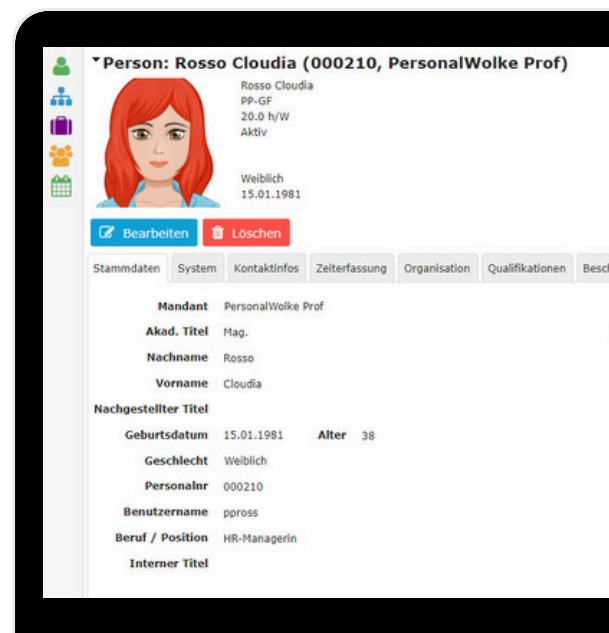 Person: Rosso Cloudia (000210, PersonalWolke Prof)
Rosso Cloudia
PP-GF
20.0 h/W
Aktiv
Weiblich
15.01.1981
Bearbeiten Löschen
Stammdaten System Kontaktinfos Zeiterfassung Organisation Qualifikationen
Mandant PersonalWolke Prof
Akad. Titel Mag.
Nachname Rosso
Vorname Cloudia
Nachgestellter Titel
Geburtsdatum 15.01.1981 Alter 38
Geschlecht Weiblich
Personalnr 000210
Benutzername ppross
Beruf / Position HR-Managerin
Interner Titel